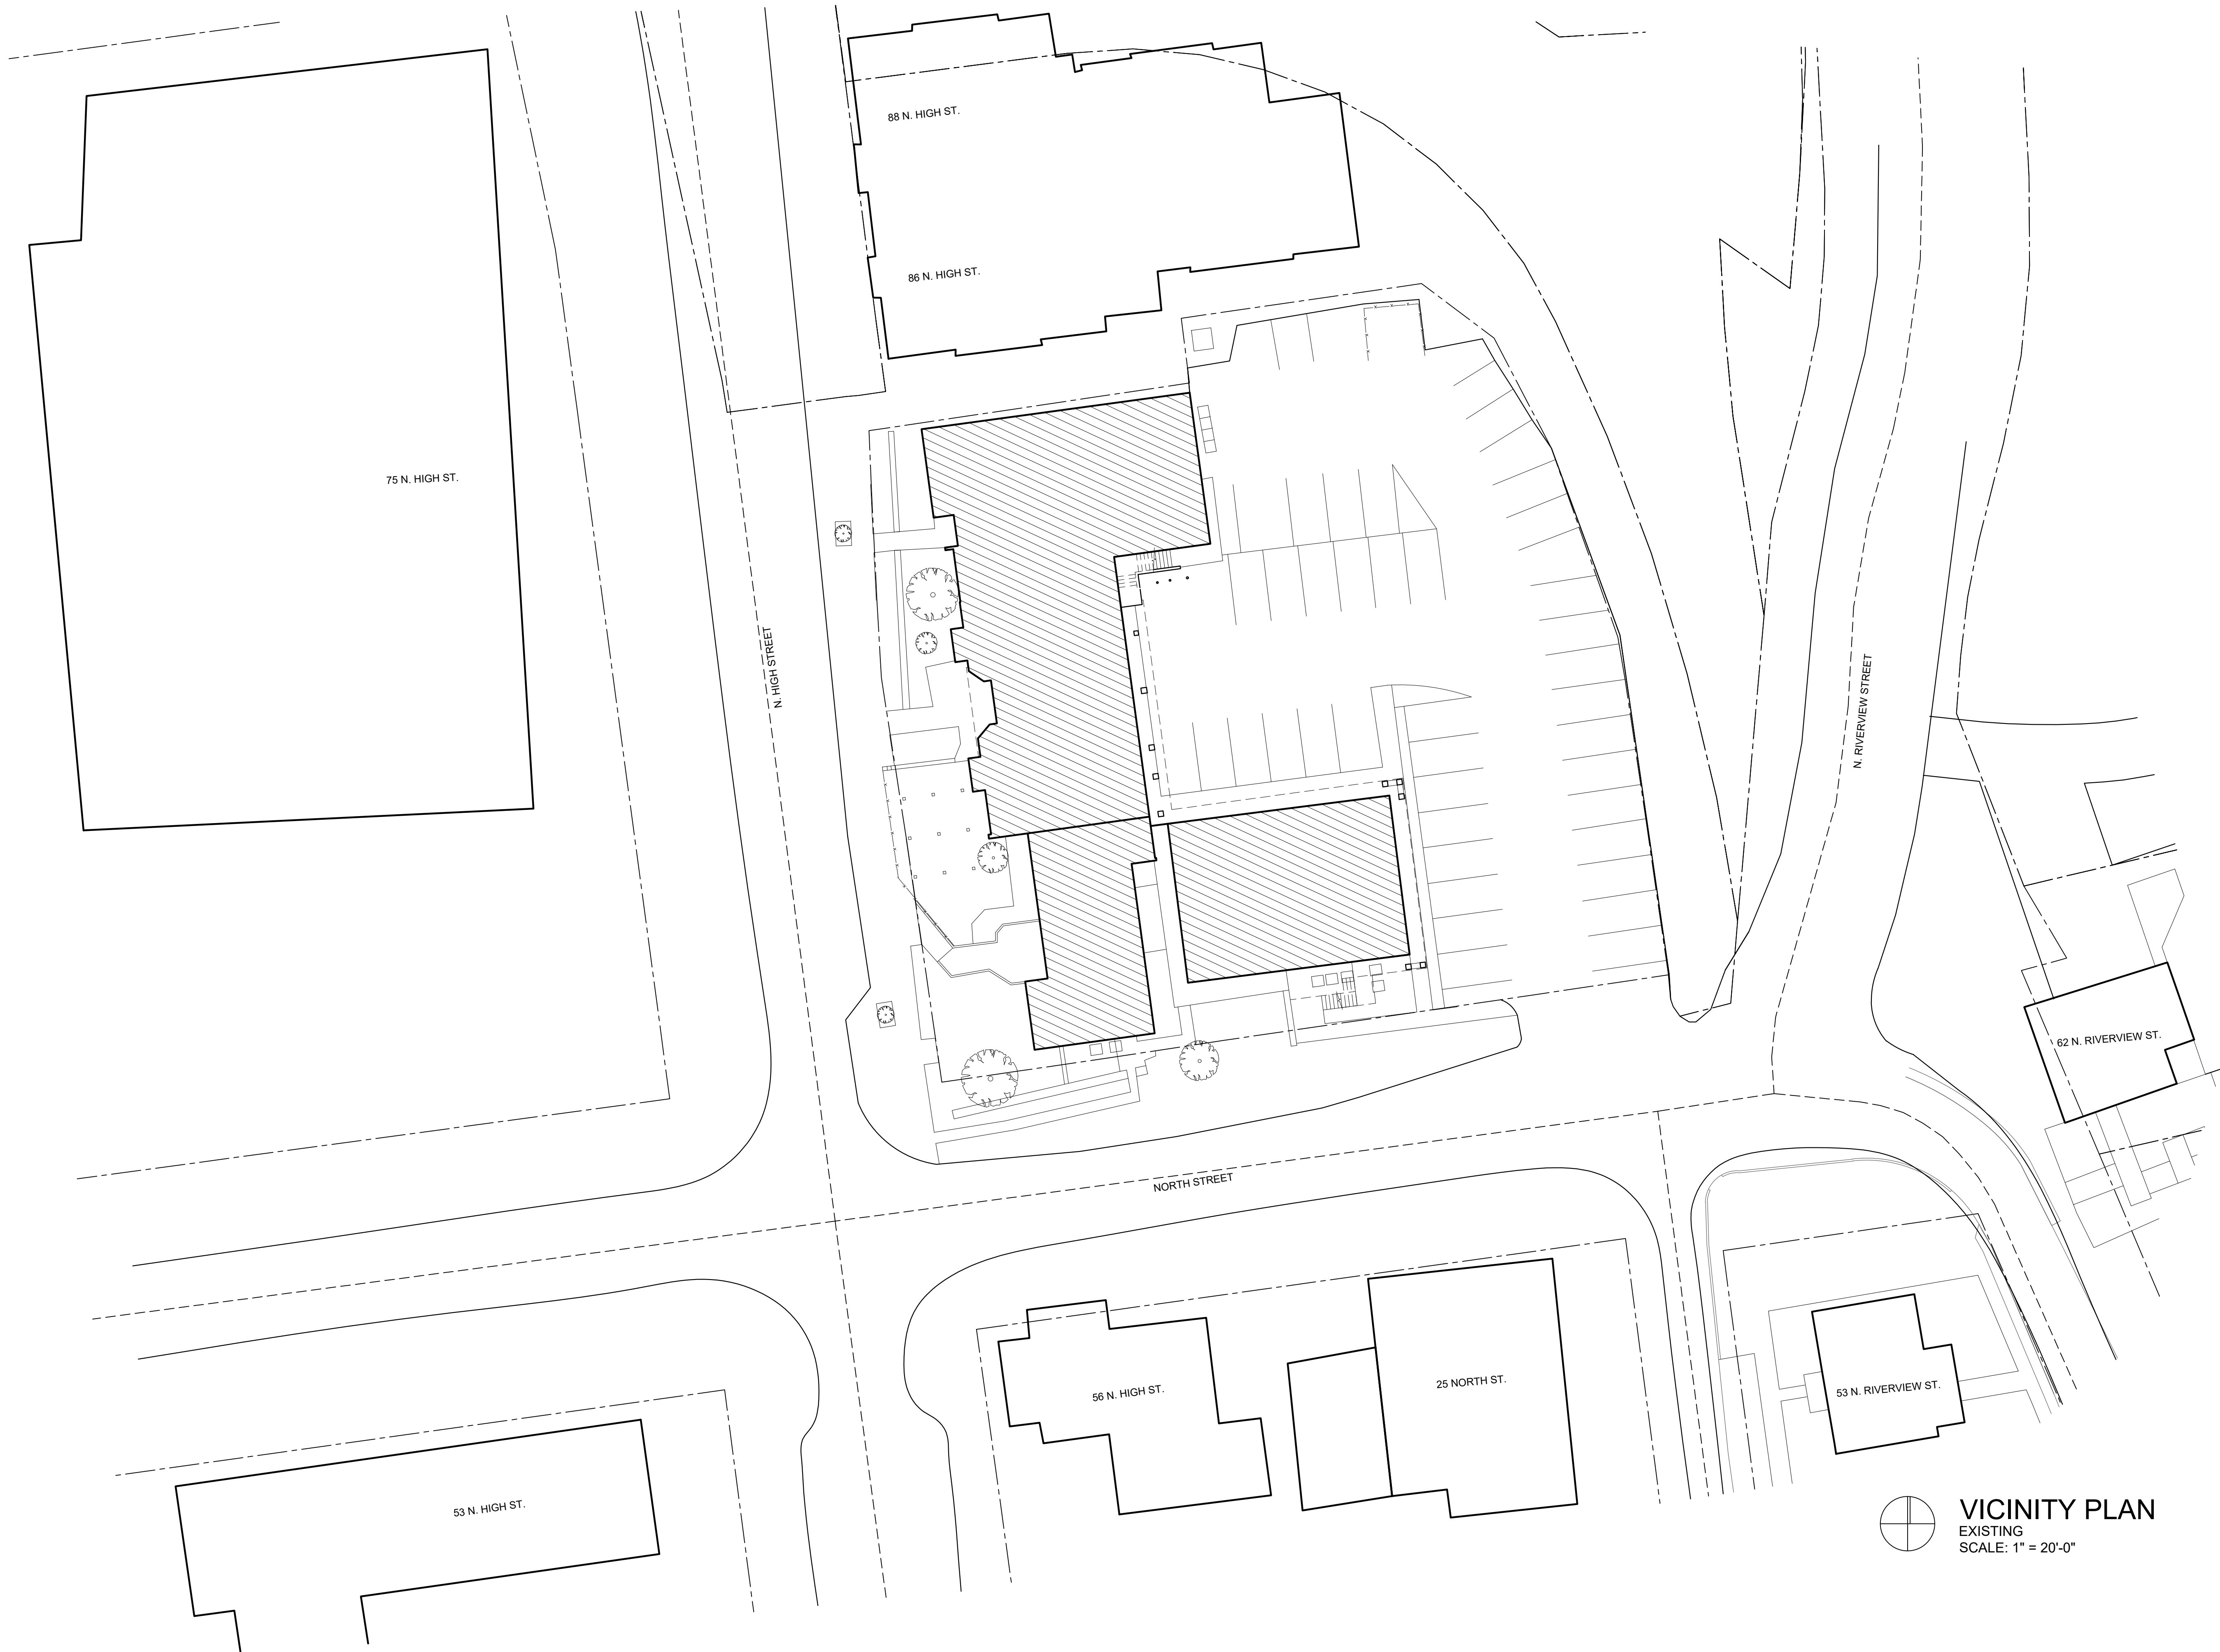 88 N. HIGH ST.
86 N. HIGH ST.
75 N. HIGH ST.
N. HIGH STREET
N. RIVERVIEW STREET
62 N. RIVERVIEW ST.
NORTH STREET
56 N. HIGH ST.
25 NORTH ST.
53 N. RIVERVIEW ST.
53 N. HIGH ST.
VICINITY PLAN
EXISTING
SCALE: 1" = 20'-0"